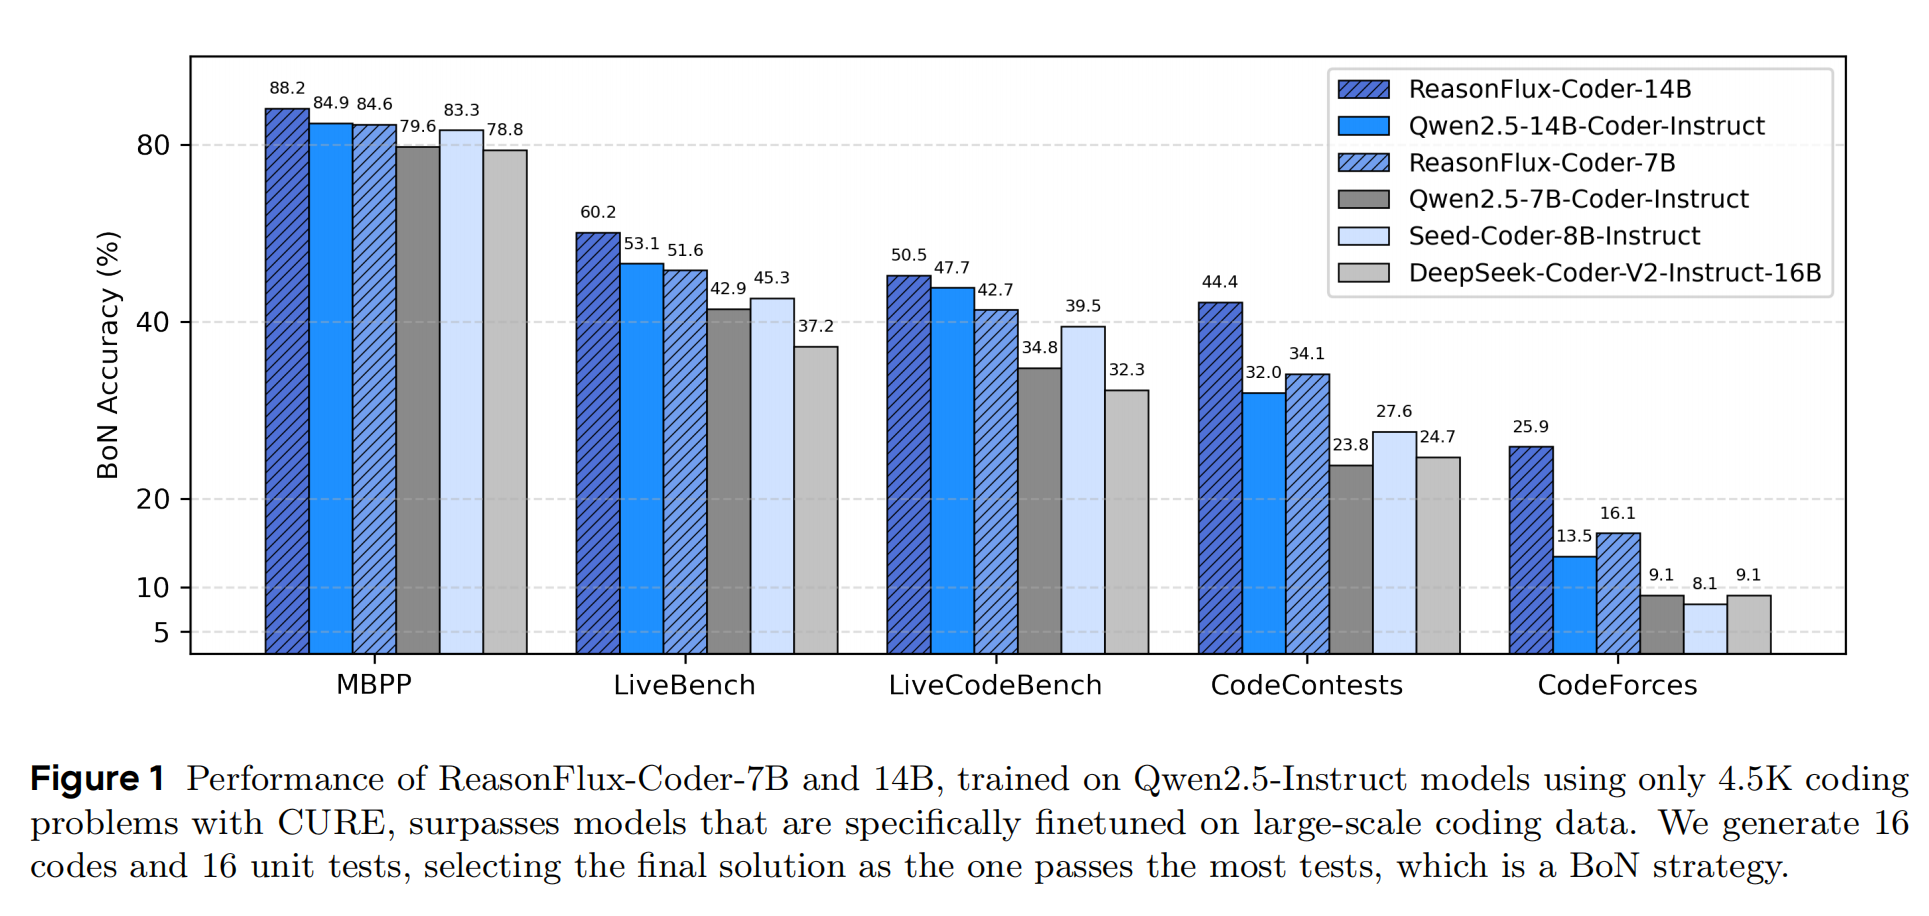 88.2
84.9
84.6
79.6
83.3
78.8
60.2
53.1
51.6
42.9
45.3
37.2
50.5
47.7
42.7
34.8
39.5
32.3
44.4
32.0
34.1
23.8
27.6
24.7
25.9
13.5
16.1
9.1
8.1
9.1
ReasonFlux-Coder-14B
Qwen2.5-14B-Coder-Instruct
ReasonFlux-Coder-7B
Qwen2.5-7B-Coder-Instruct
Seed-Coder-8B-Instruct
DeepSeek-Coder-V2-Instruct-16B
BoN Accuracy (%)
80
40
20
10
5
MBPP
LiveBench
LiveCodeBench
CodeContests
CodeForces
Figure 1 Performance of ReasonFlux-Coder-7B and 14B, trained on Qwen2.5-Instruct models using only 4.5K coding
problems with CURE, surpasses models that are specifically finetuned on large-scale coding data. We generate 16
codes and 16 unit tests, selecting the final solution as the one passes the most tests, which is a BoN strategy.